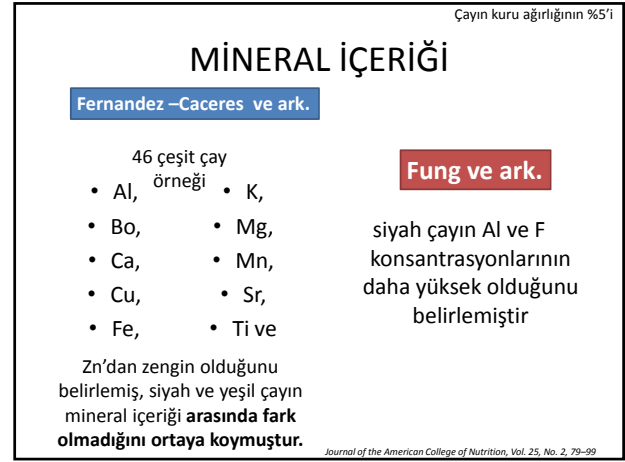 Çayın kuru ağırlığının %5’i
MİNERAL İÇERİĞİ
Fernandez –Caceres ve ark.
46 çeşit çay
örneği
• Al,
• Bo,
• Ca,
• Cu,
• Fe,
• K,
• Mg,
• Mn,
• Sr,
• Ti ve
Zn’dan zengin olduğunu
belirlemiş, siyah ve yeşil çayın
mineral içeriği arasında fark
olmadığını ortaya koymuştur.
Fung ve ark.
siyah çayın Al ve F
konsantrasyonlarının
daha yüksek olduğunu
belirlemiştir
Journal of the American College of Nutrition, Vol. 25, No. 2, 79–99